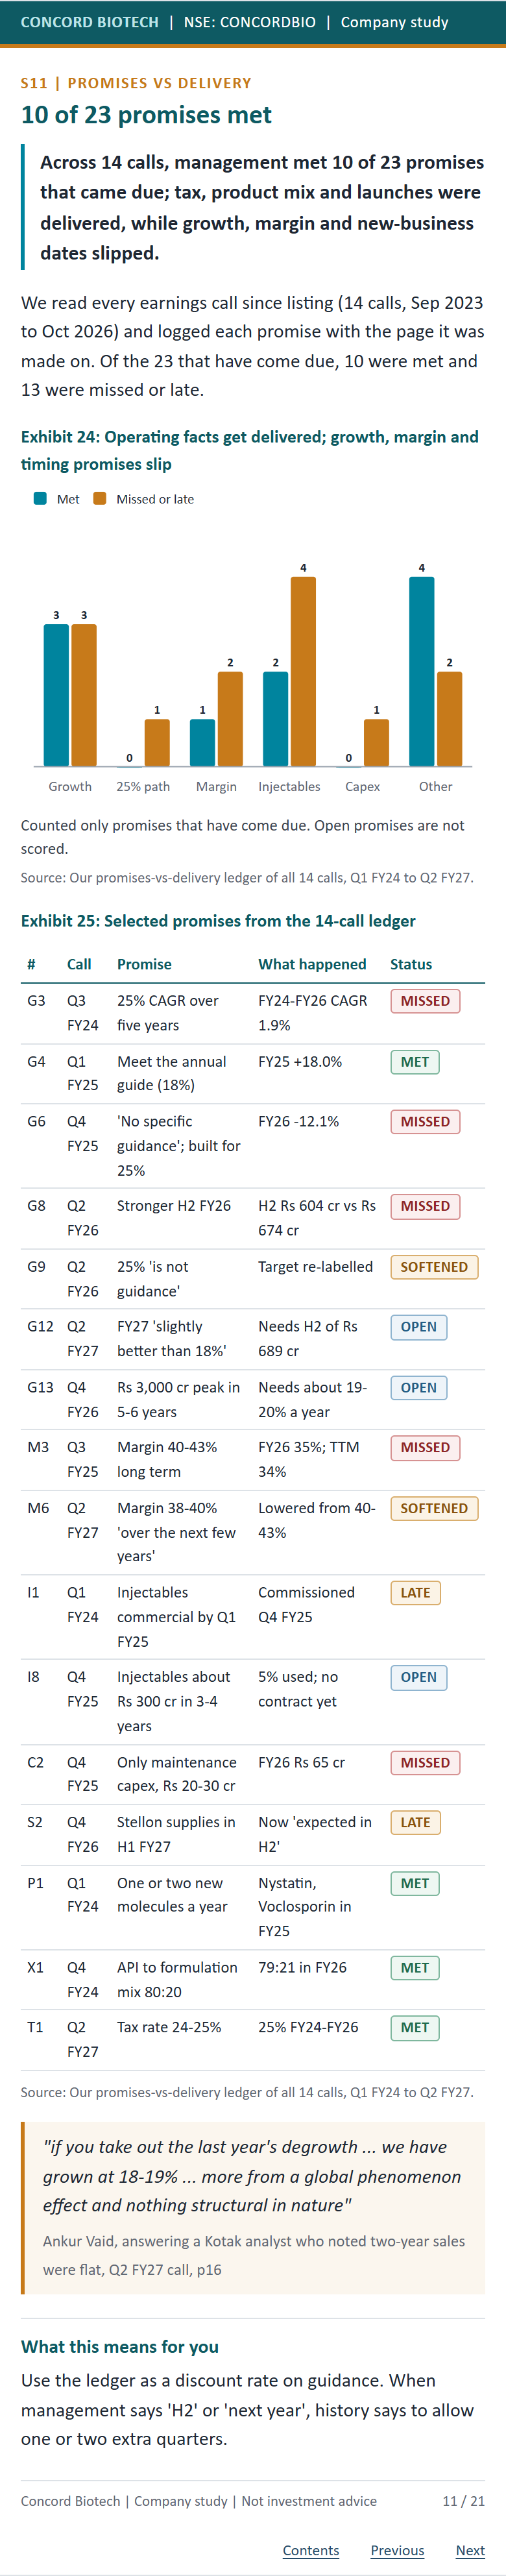 CONCORD BIOTECH | NSE: CONCORDBIO | Company study
S11 | PROMISES VS DELIVERY
10 of 23 promises met
Across 14 calls, management met 10 of 23 promises
that came due; tax, product mix and launches were
delivered, while growth, margin and new-business
dates slipped.
We read every earnings call since listing (14 calls, Sep 2023
to Oct 2026) and logged each promise with the page it was
made on. Of the 23 that have come due, 10 were met and
13 were missed or late.
Exhibit 24: Operating facts get delivered; growth, margin and
timing promises slip
Met Missed or late
3 3 0 1 1 2 2 4 0 1 4 2
Growth 25% path Margin Injectables Capex Other
Counted only promises that have come due. Open promises are not
scored.
Source: Our promises-vs-delivery ledger of all 14 calls, Q1 FY24 to Q2 FY27.
Exhibit 25: Selected promises from the 14-call ledger
# Call Promise What happened Status
G3 Q3 25% CAGR over FY24-FY26 CAGR MISSED
FY24 five years 1.9%
G4 Q1 Meet the annual FY25 +18.0% MET
FY25 guide (18%)
G6 Q4 'No specific FY26 -12.1% MISSED
FY25 guidance'; built for
25%
G8 Q2 Stronger H2 FY26 H2 Rs 604 cr vs Rs MISSED
FY26 674 cr
G9 Q2 25% 'is not Target re-labelled SOFTENED
FY26 guidance'
G12 Q2 FY27 'slightly Needs H2 of Rs OPEN
FY27 better than 18%' 689 cr
G13 Q4 Rs 3,000 cr peak in Needs about 19- OPEN
FY26 5-6 years 20% a year
M3 Q3 Margin 40-43% FY26 35%; TTM MISSED
FY25 long term 34%
M6 Q2 Margin 38-40% Lowered from 40- SOFTENED
FY27 'over the next few 43%
years'
I1 Q1 Injectables Commissioned LATE
FY24 commercial by Q1 Q4 FY25
FY25
I8 Q4 Injectables about 5% used; no OPEN
FY25 Rs 300 cr in 3-4 contract yet
years
C2 Q4 Only maintenance FY26 Rs 65 cr MISSED
FY25 capex, Rs 20-30 cr
S2 Q4 Stellon supplies in Now 'expected in LATE
FY26 H1 FY27 H2'
P1 Q1 One or two new Nystatin, MET
FY24 molecules a year Voclosporin in
FY25
X1 Q4 API to formulation 79:21 in FY26 MET
FY24 mix 80:20
T1 Q2 Tax rate 24-25% 25% FY24-FY26 MET
FY27
Source: Our promises-vs-delivery ledger of all 14 calls, Q1 FY24 to Q2 FY27.
"if you take out the last year's degrowth ... we have
grown at 18-19% ... more from a global phenomenon
effect and nothing structural in nature"
Ankur Vaid, answering a Kotak analyst who noted two-year sales
were flat, Q2 FY27 call, p16
What this means for you
Use the ledger as a discount rate on guidance. When
management says 'H2' or 'next year', history says to allow
one or two extra quarters.
Concord Biotech | Company study | Not investment advice 11 / 21
Contents Previous Next